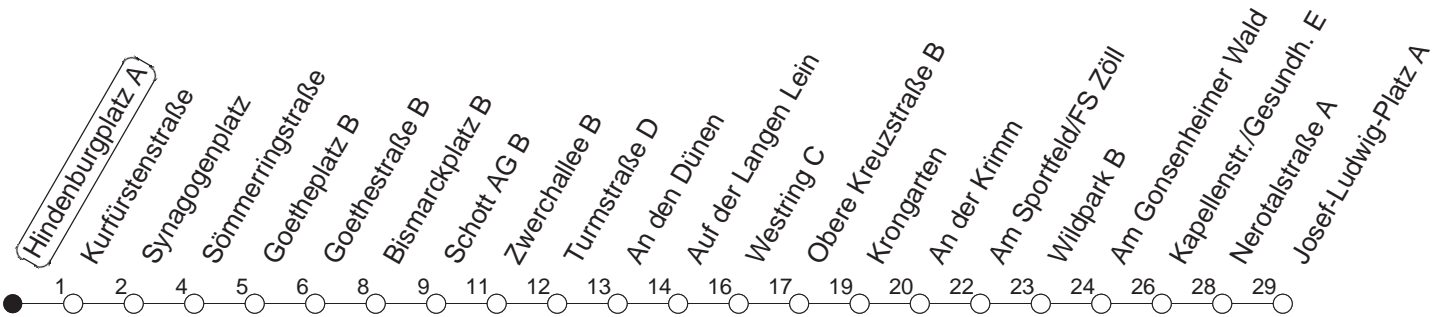 Hindenburgplatz A
Kurfürstenstraße
Synagogenplatz
Sömmerringstraße
Goetheplatz B
Goethestraße B
Bismarckplatz B
Schott AG B
Zwerchallee B
Turmstraße D
An den Dünen
Auf der Langen Lein
Westring C
Obere Kreuzstraße B
Krongarten
An der Krimm
Am Sportfeld/FS Zöll
Wildpark B
Am Gonsenheimer Wald
Kapellenstr./Gesundh. E
Nerotalstraße A
Josef-Ludwig-Platz A
1 2 4 5 6 8 9 11 12 13 14 16 17 19 20 22 23 24 26 28 29